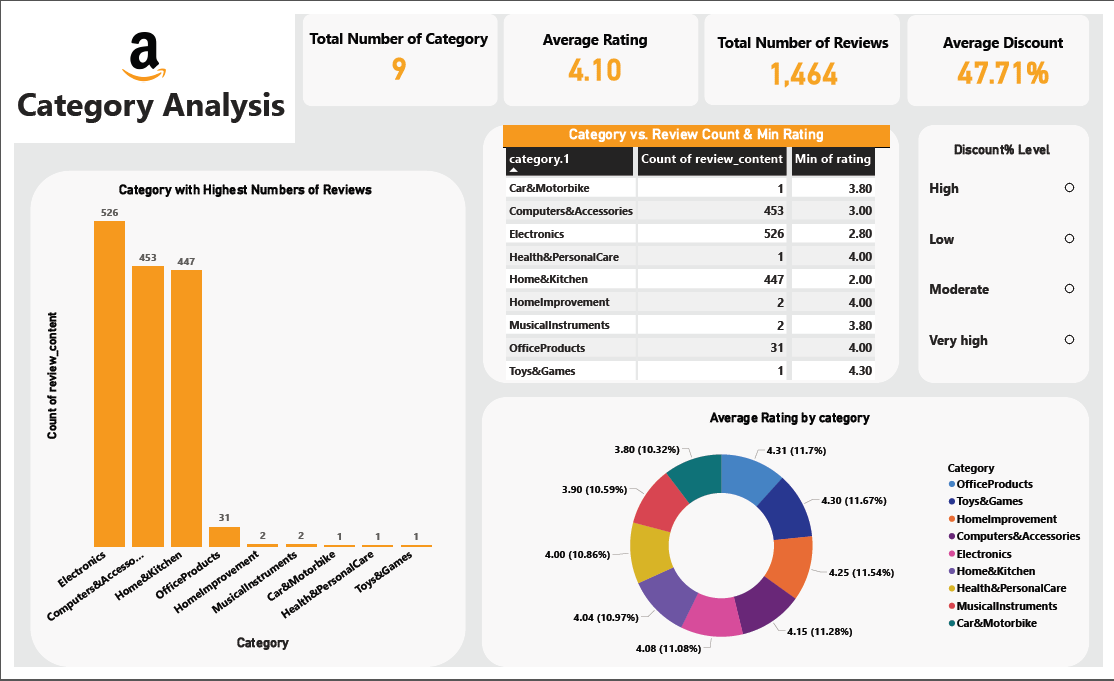 a
Category Analysis
Total Number of Category
9
Average Rating
4.10
Total Number of Reviews
1,464
Average Discount
47.71%
Category with Highest Numbers of Reviews
Count of review_content
526
453
447
31
2
2
1
1
1
Electronics
Computers&Accesso...
Home&Kitchen
OfficeProducts
HomeImprovement
MusicalInstruments
Car&Motorbike
Health&PersonalCare
Toys&Games
Category
Category vs. Review Count & Min Rating
category.1 Count of review_content Min of rating
Car&Motorbike 1 3.80
Computers&Accessories 453 3.00
Electronics 526 2.80
Health&PersonalCare 1 4.00
Home&Kitchen 447 2.00
HomeImprovement 2 4.00
MusicalInstruments 2 3.80
OfficeProducts 31 4.00
Toys&Games 1 4.30
Discount% Level
High
Low
Moderate
Very high
Average Rating by category
4.31 (11.7%)
4.30 (11.67%)
4.25 (11.54%)
4.15 (11.28%)
4.08 (11.08%)
4.04 (10.97%)
4.00 (10.86%)
3.90 (10.59%)
3.80 (10.32%)
Category
OfficeProducts
Toys&Games
HomeImprovement
Computers&Accessories
Electronics
Home&Kitchen
Health&PersonalCare
MusicalInstruments
Car&Motorbike